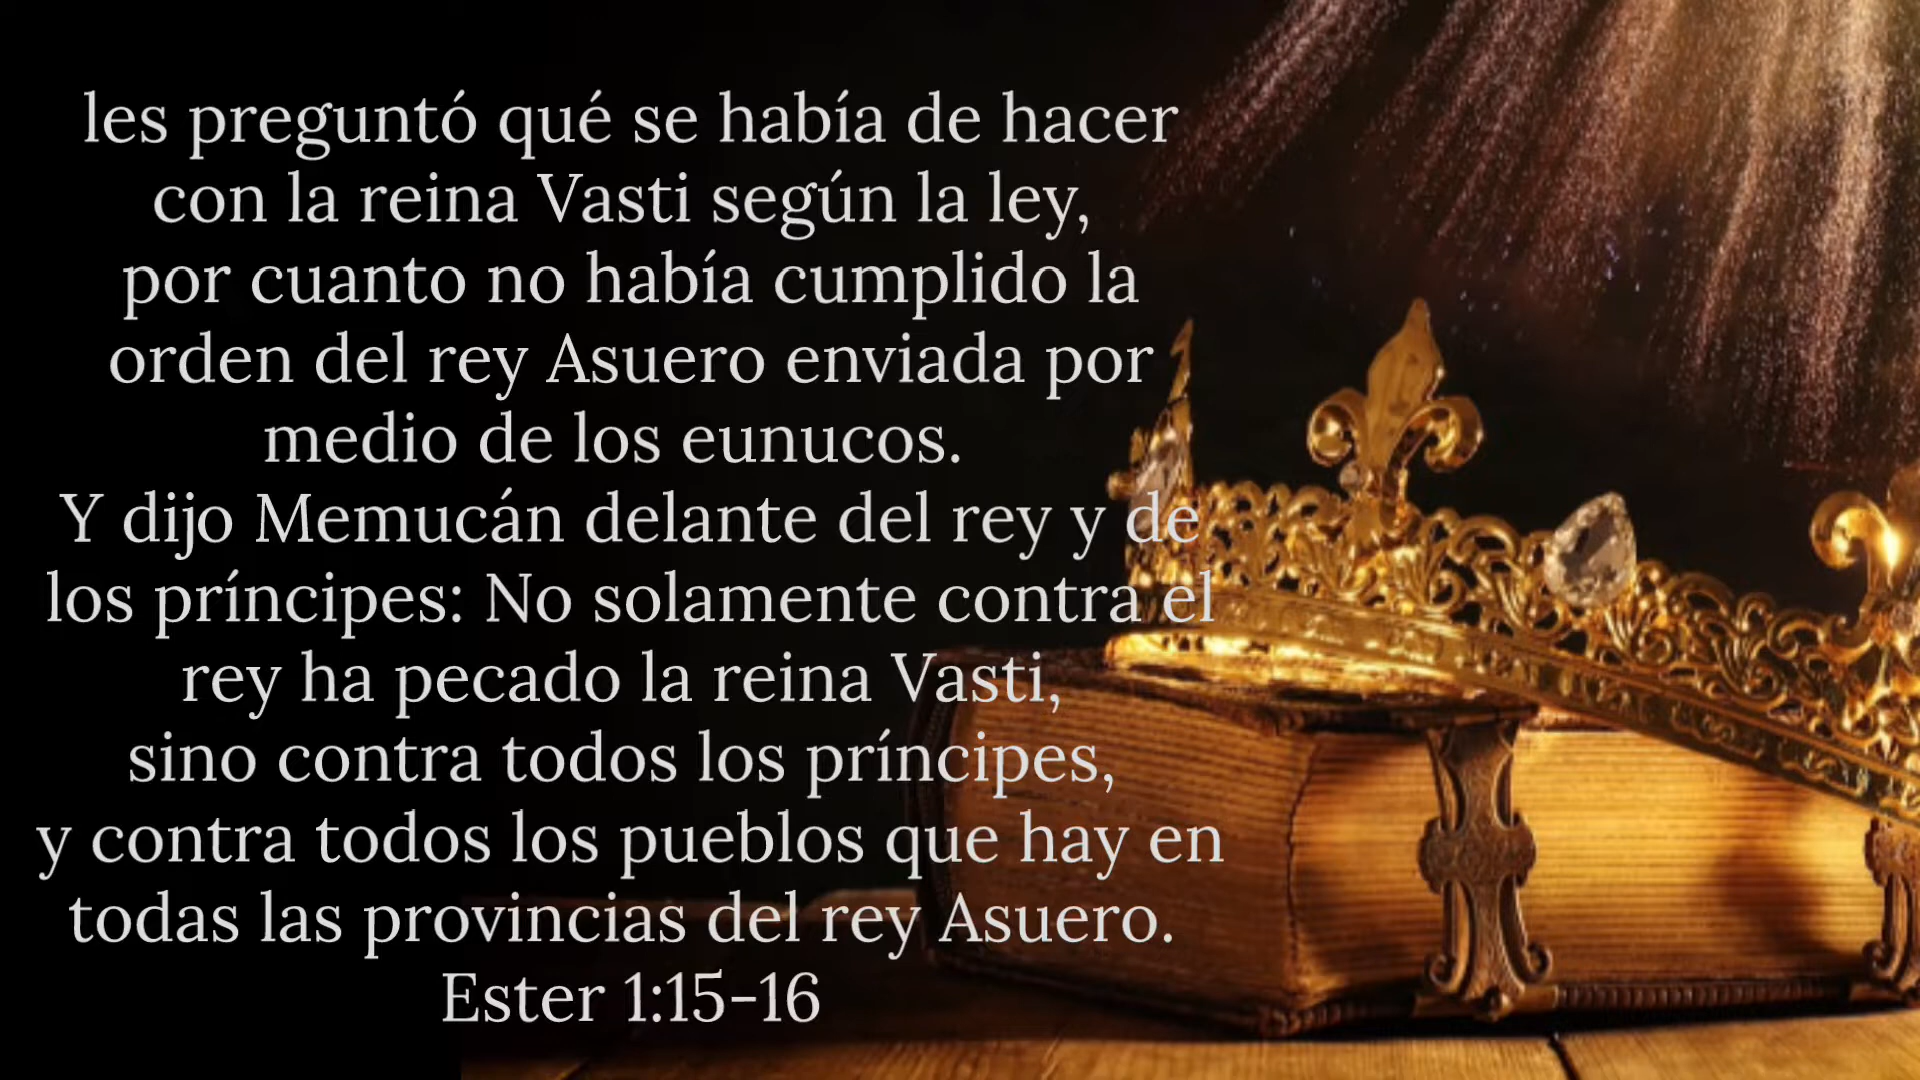 les preguntó qué se había de hacer
con la reina Vasti según la ley,
por cuanto no había cumplido la
orden del rey Asuero enviada por
medio de los eunucos.
Y dijo Memucán delante del rey y de
los príncipes: No solamente contra el
rey ha pecado la reina Vasti,
sino contra todos los príncipes,
y contra todos los pueblos que hay en
todas las provincias del rey Asuero.
Ester 1:15-16